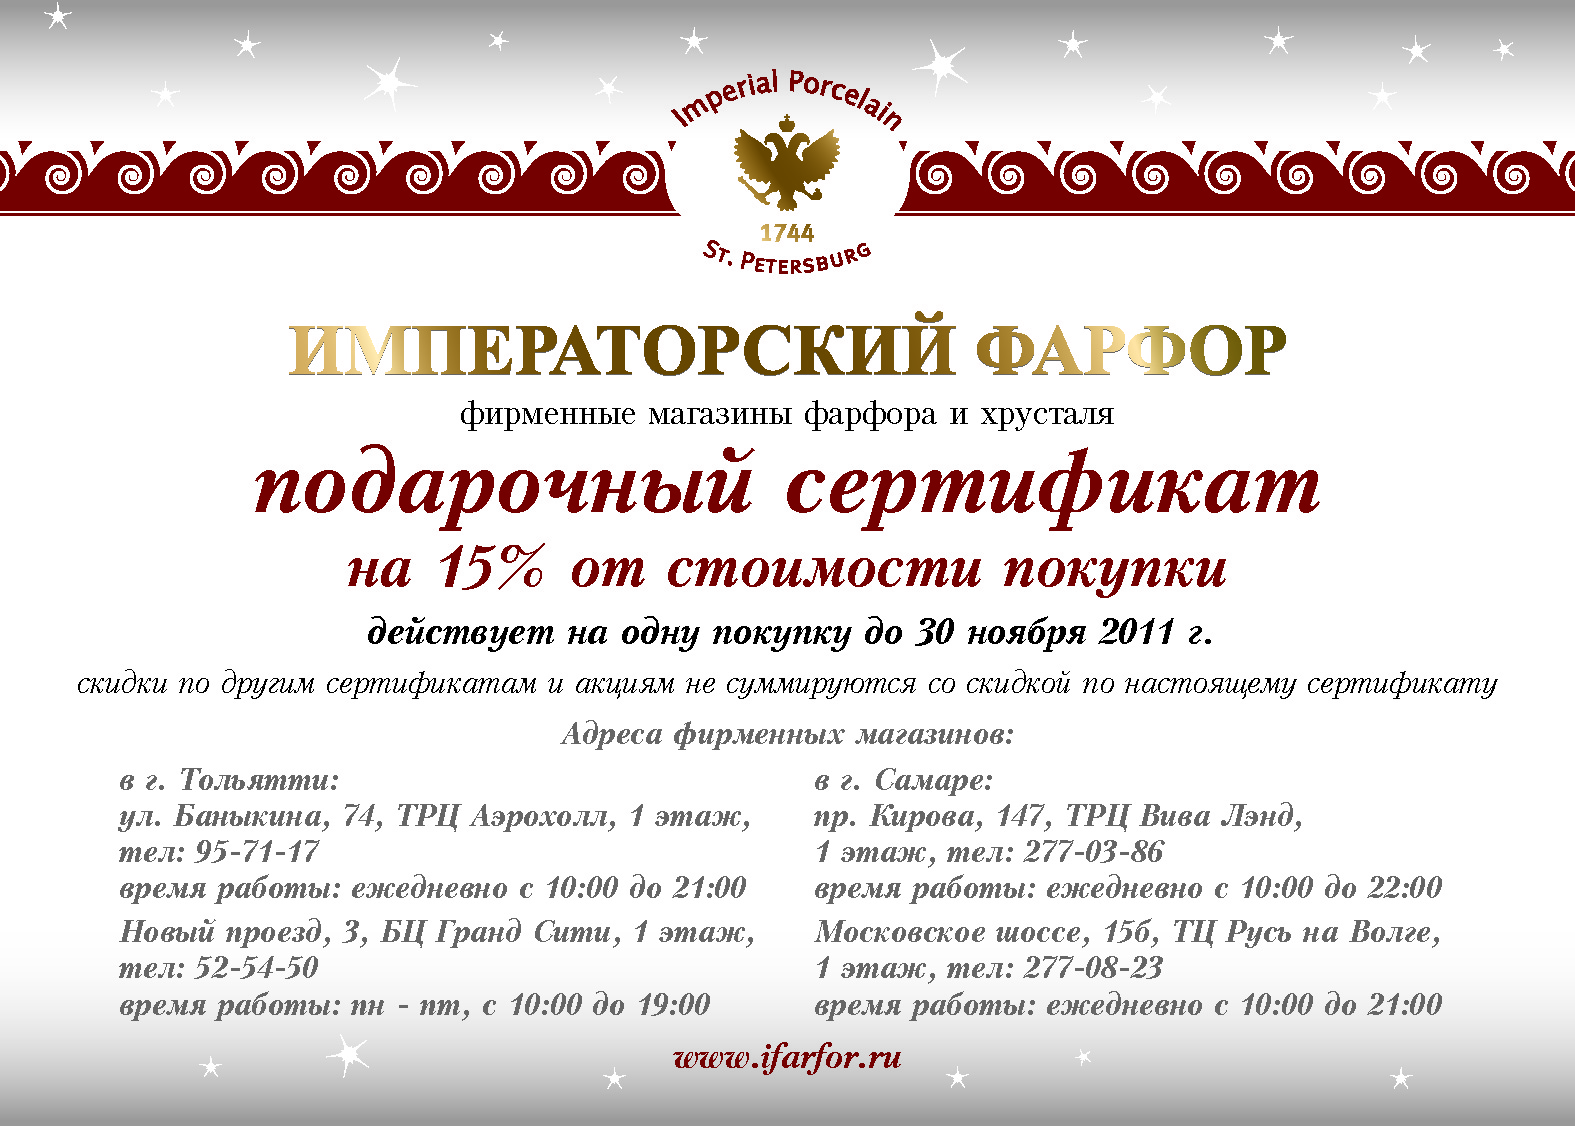 Imperial Porcelain
1744
St. Petersburg
ИМПЕРАТОРСКИЙ ФАРФОР
фирменные магазины фарфора и хрусталя
подарочный сертификат
на 15% от стоимости покупки
действует на одну покупку до 30 ноября 2011 г.
скидки по другим сертификатам и акциям не суммируются со скидкой по настоящему сертификату
Адреса фирменных магазинов:
в г. Тольятти:
ул. Баныкина, 74, ТРЦ Аэрохолл, 1 этаж,
тел: 95-71-17
время работы: ежедневно с 10:00 до 21:00
Новый проезд, 3, БЦ Гранд Сити, 1 этаж,
тел: 52-54-50
время работы: пн - пт, с 10:00 до 19:00
в г. Самаре:
пр. Кирова, 147, ТРЦ Вива Лэнд,
1 этаж, тел: 277-03-86
время работы: ежедневно с 10:00 до 22:00
Московское шоссе, 15б, ТЦ Русь на Волге,
1 этаж, тел: 277-08-23
время работы: ежедневно с 10:00 до 21:00
www.ifarfor.ru